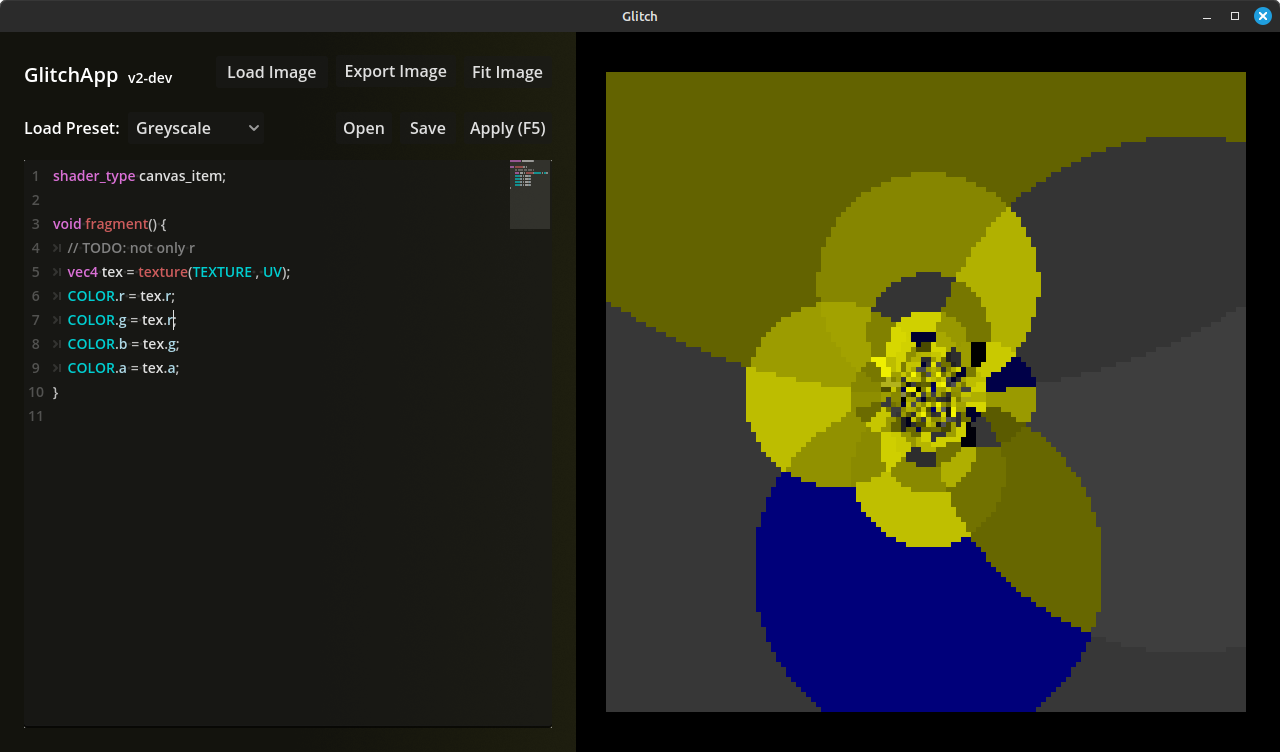 Glitch
GlitchApp v2-dev Load Image Export Image Fit Image
Load Preset: Greyscale Open Save Apply (F5)
1 shader_type canvas_item;
2
3 void fragment() {
4 // TODO: not only r
5 vec4 tex = texture(TEXTURE , UV);
6 COLOR.r = tex.r;
7 COLOR.g = tex.r;
8 COLOR.b = tex.g;
9 COLOR.a = tex.a;
10 }
11